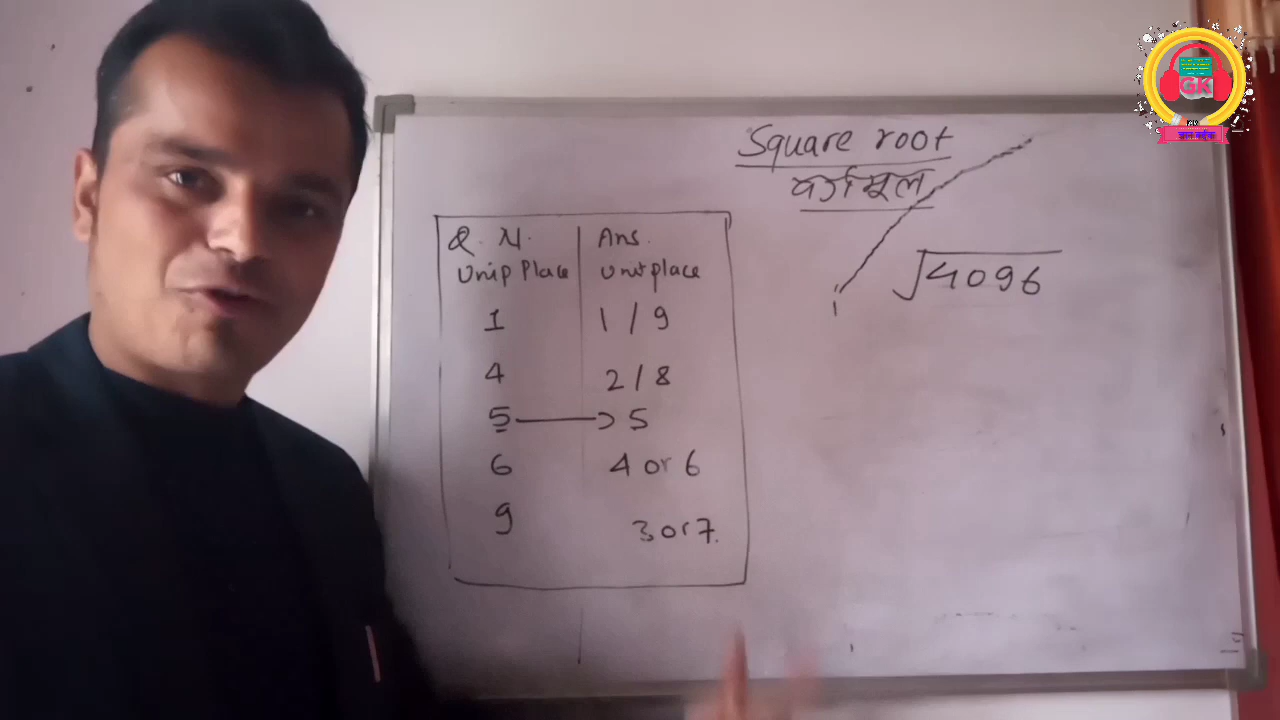 Square root
वर्गमूल
Q. N. Ans.
Unip Place Unit place
1 1 / 9
4 2 / 8
5 → 5
6 4 or 6
9 3 or 7.
√4096
GK